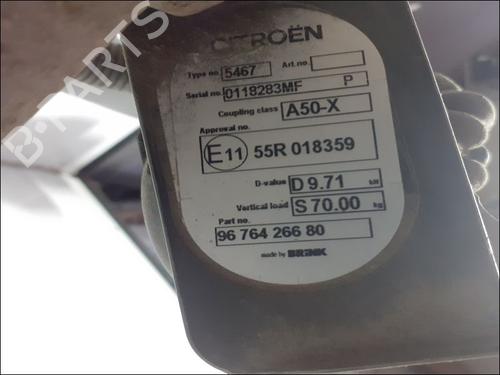 CITROËN
Type no. 5467 Art.no.
Serial no. 0118283MF P
Coupling class A50-X
Approval no.
E11 55R 018359
D-value D 9.71 kN
Vertical load S 70.00 kg
Part no.
96 764 266 80
made by BRINK
B-PARTS